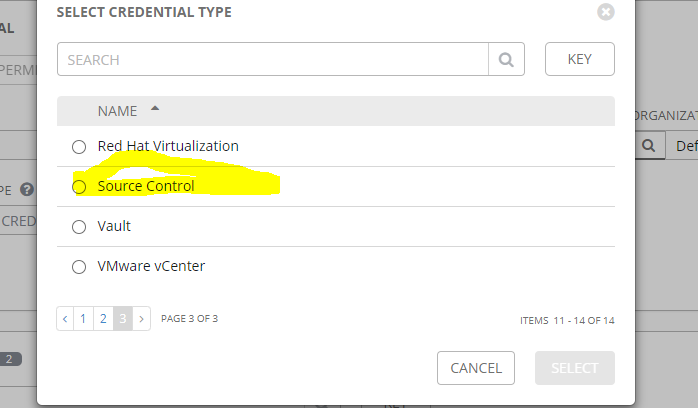 SELECT CREDENTIAL TYPE
AL
SEARCH
KEY
PERMI
NAME
ORGANIZAT
Red Hat Virtualization
Def
PE
Source Control
CRED
Vault
VMware vCenter
< 1 2 3 > PAGE 3 OF 3
ITEMS 11 - 14 OF 14
2
CANCEL
SELECT